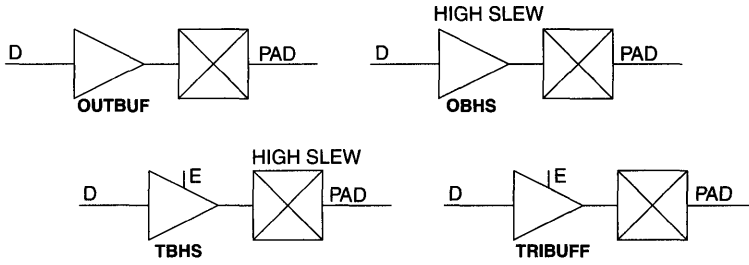 HIGH SLEW
D
PAD
D
PAD
OUTBUF
OBHS
HIGH SLEW
D
E
PAD
D
E
PAD
TBHS
TRIBUFF